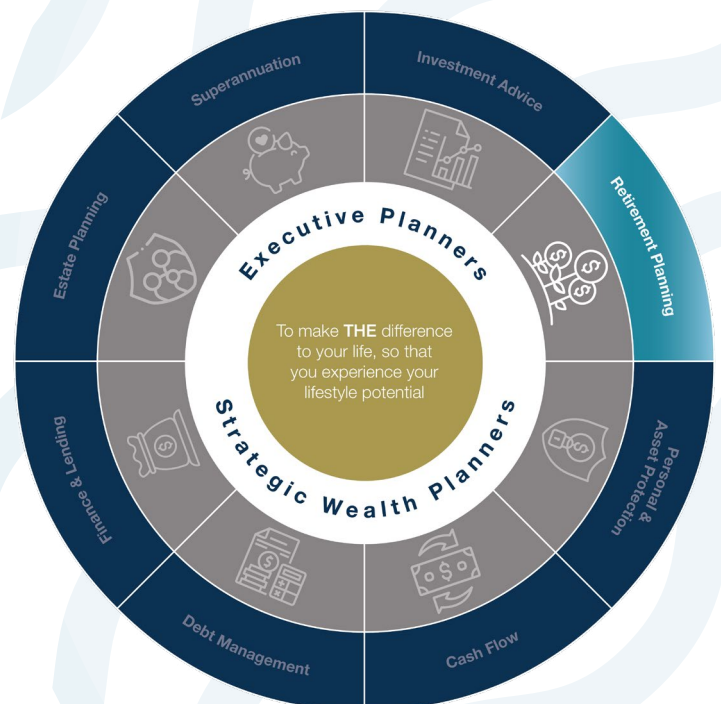 Superannuation
Investment Advice
Retirement Planning
Personal &
Asset Protection
Cash Flow
Debt Management
Finance & Lending
Estate Planning
Executive Planners
To make THE difference
to your life, so that
you experience your
lifestyle potential
Strategic Wealth Planners